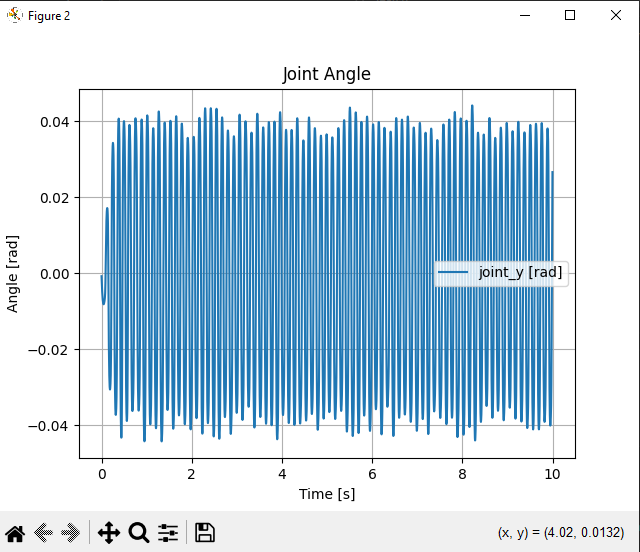 Figure 2
Joint Angle
0.04
0.02
0.00
−0.02
−0.04
Angle [rad]
joint_y [rad]
0 2 4 6 8 10
Time [s]
(x, y) = (4.02, 0.0132)